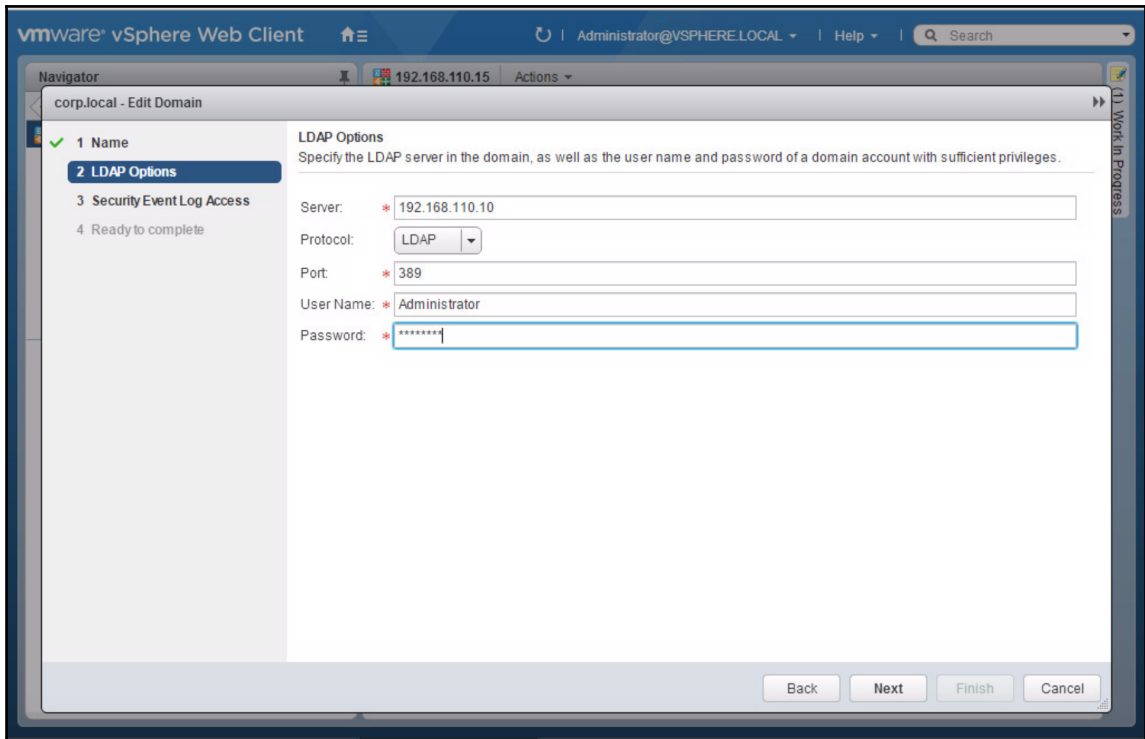 vmware® vSphere Web Client Administrator@VSPHERE.LOCAL Help Search
Navigator 192.168.110.15 Actions
corp.local - Edit Domain
1 Name
2 LDAP Options
3 Security Event Log Access
4 Ready to complete
LDAP Options
Specify the LDAP server in the domain, as well as the user name and password of a domain account with sufficient privileges.
Server: * 192.168.110.10
Protocol: LDAP
Port: * 389
User Name: * Administrator
Password: * ********
Back Next Finish Cancel
(1) Work In Progress